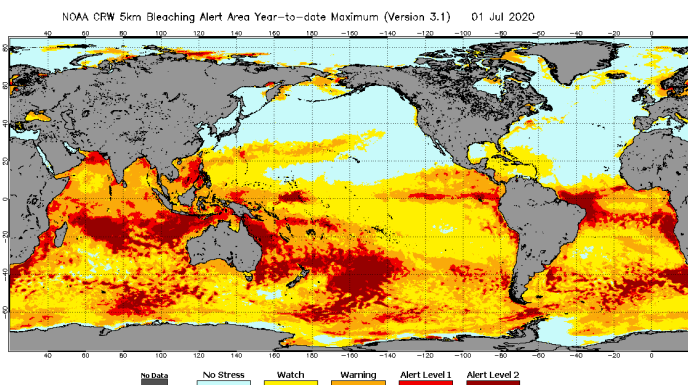 NOAA CRW 5km Bleaching Alert Area Year-to-date Maximum (Version 3.1) 01 Jul 2020
40 60 80 100 120 140 160 180 -160 -140 -120 -100 -80 -60 -40 -20 0 20
80
60
40
20
0
-20
-40
-60
40 60 80 100 120 140 160 180 -160 -140 -120 -100 -80 -60 -40 -20 0 20
No Data No Stress Watch Warning Alert Level 1 Alert Level 2